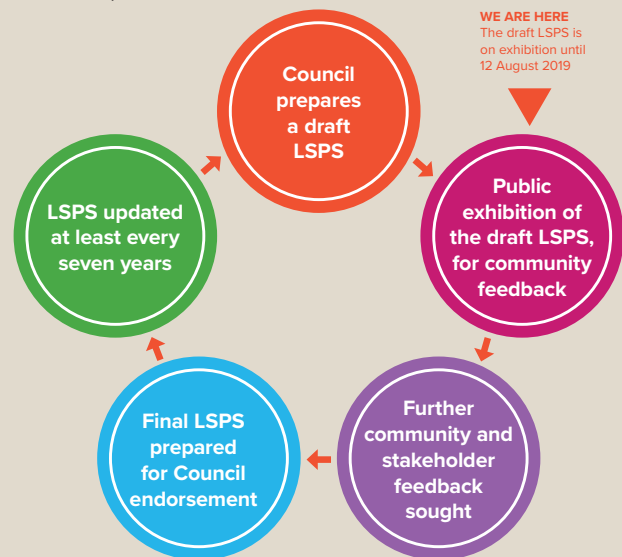 WE ARE HERE
The draft LSPS is
on exhibition until
12 August 2019
Council
prepares
a draft
LSPS
Public
exhibition of
the draft LSPS,
for community
feedback
Further
community and
stakeholder
feedback
sought
Final LSPS
prepared
for Council
endorsement
LSPS updated
at least every
seven years